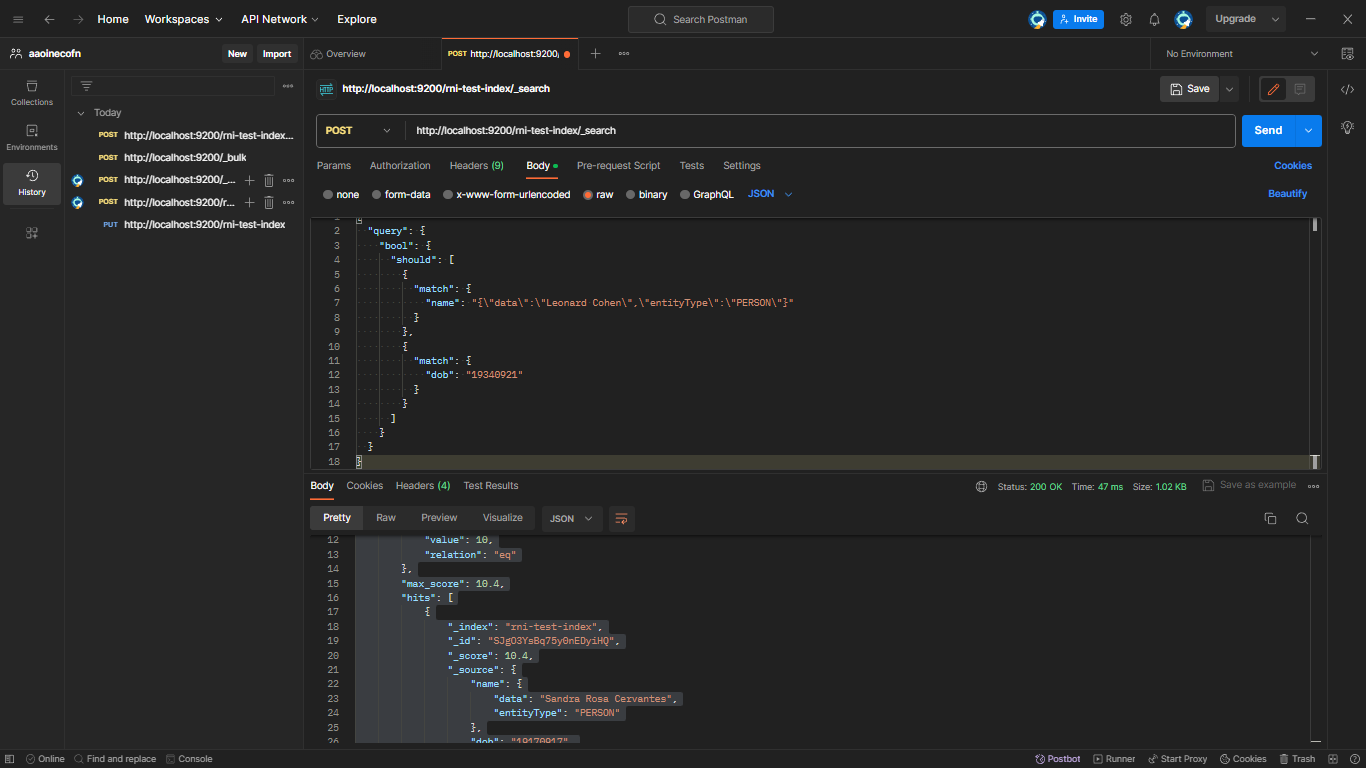 Home Workspaces API Network Explore Search Postman Invite Upgrade
aaoinecofn New Import Overview POST http://localhost:9200, No Environment
Collections
Environments
History
Today
POST http://localhost:9200/rni-test-index...
POST http://localhost:9200/_bulk
POST http://localhost:9200/_...
POST http://localhost:9200/r...
PUT http://localhost:9200/rni-test-index
HTTP http://localhost:9200/rni-test-index/_search Save
POST http://localhost:9200/rni-test-index/_search Send
Params Authorization Headers (9) Body Pre-request Script Tests Settings Cookies
none form-data x-www-form-urlencoded raw binary GraphQL JSON Beautify
1 {
2 "query": {
3 "bool": {
4 "should": [
5 {
6 "match": {
7 "name": "{\"data\":\"Leonard Cohen\",\"entityType\":\"PERSON\"}"
8 }
9 },
10 {
11 "match": {
12 "dob": "19340921"
13 }
14 }
15 ]
16 }
17 }
18 }
Body Cookies Headers (4) Test Results Status: 200 OK Time: 47 ms Size: 1.02 KB Save as example
Pretty Raw Preview Visualize JSON
12 "value": 10,
13 "relation": "eq"
14 },
15 "max_score": 10.4,
16 "hits": [
17 {
18 "_index": "rni-test-index",
19 "_id": "SJgO3YsBq75y0nEDyiHQ",
20 "_score": 10.4,
21 "_source": {
22 "name": {
23 "data": "Sandra Rosa Cervantes",
24 "entityType": "PERSON"
25 },
26 "dob": "19170917"
Online Find and replace Console Postbot Runner Start Proxy Cookies Trash